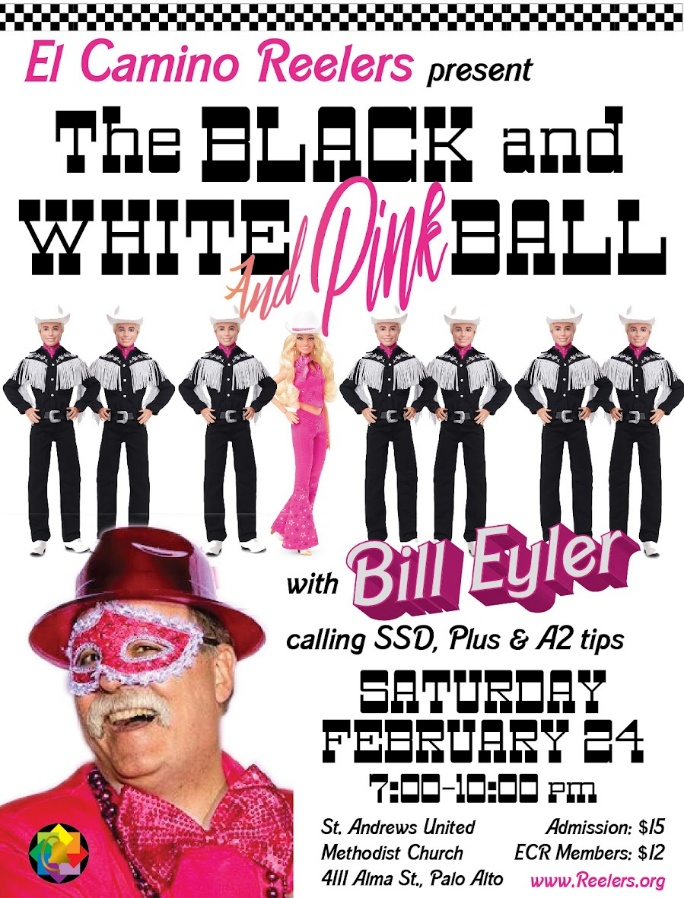 El Camino Reelers present
The BLACK and
WHITE And Pink BALL
with Bill Eyler
calling SSD, Plus & A2 tips
SATURDAY
FEBRUARY 24
7:00-10:00 pm
St. Andrews United
Methodist Church
4111 Alma St., Palo Alto
Admission: $15
ECR Members: $12
www.Reelers.org